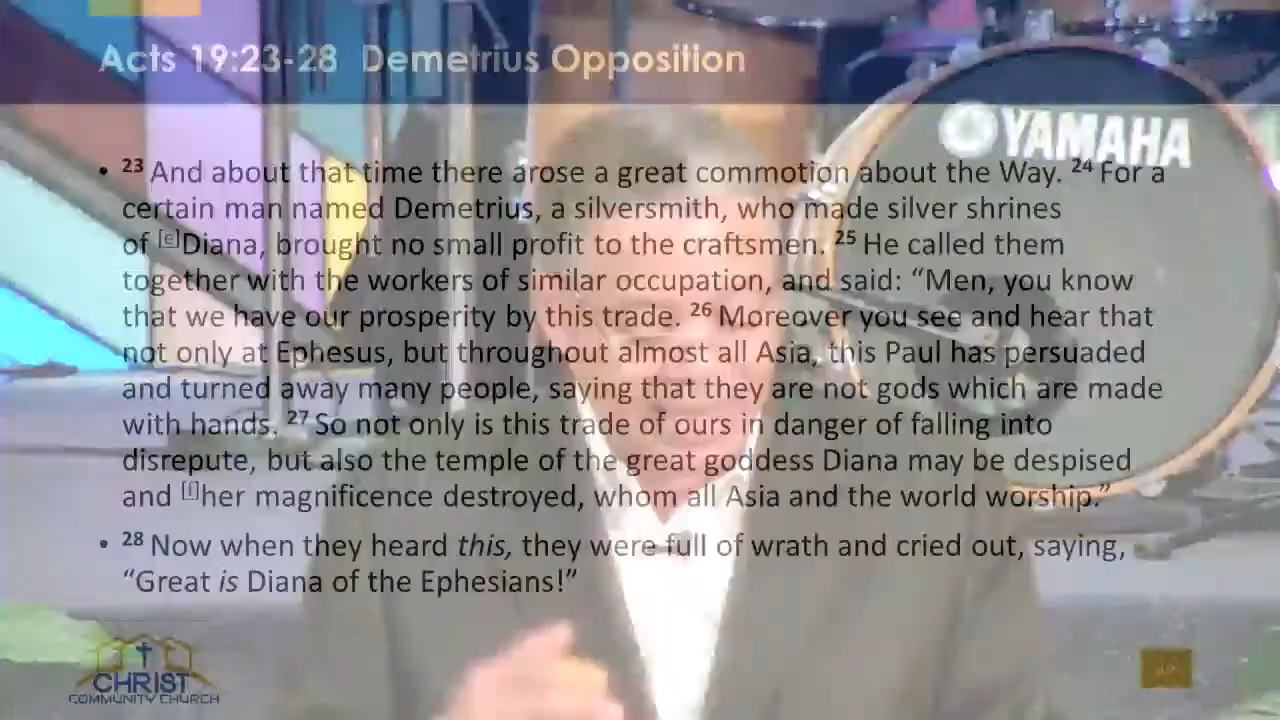 Acts 19:23-28 Demetrius Opposition
YAMAHA
• 23 And about that time there arose a great commotion about the Way. 24 For a
certain man named Demetrius, a silversmith, who made silver shrines
of [e]Diana, brought no small profit to the craftsmen. 25 He called them
together with the workers of similar occupation, and said: “Men, you know
that we have our prosperity by this trade. 26 Moreover you see and hear that
not only at Ephesus, but throughout almost all Asia, this Paul has persuaded
and turned away many people, saying that they are not gods which are made
with hands. 27 So not only is this trade of ours in danger of falling into
disrepute, but also the temple of the great goddess Diana may be despised
and [f]her magnificence destroyed, whom all Asia and the world worship.”
• 28 Now when they heard this, they were full of wrath and cried out, saying,
“Great is Diana of the Ephesians!”
CHRIST
COMMUNITY CHURCH